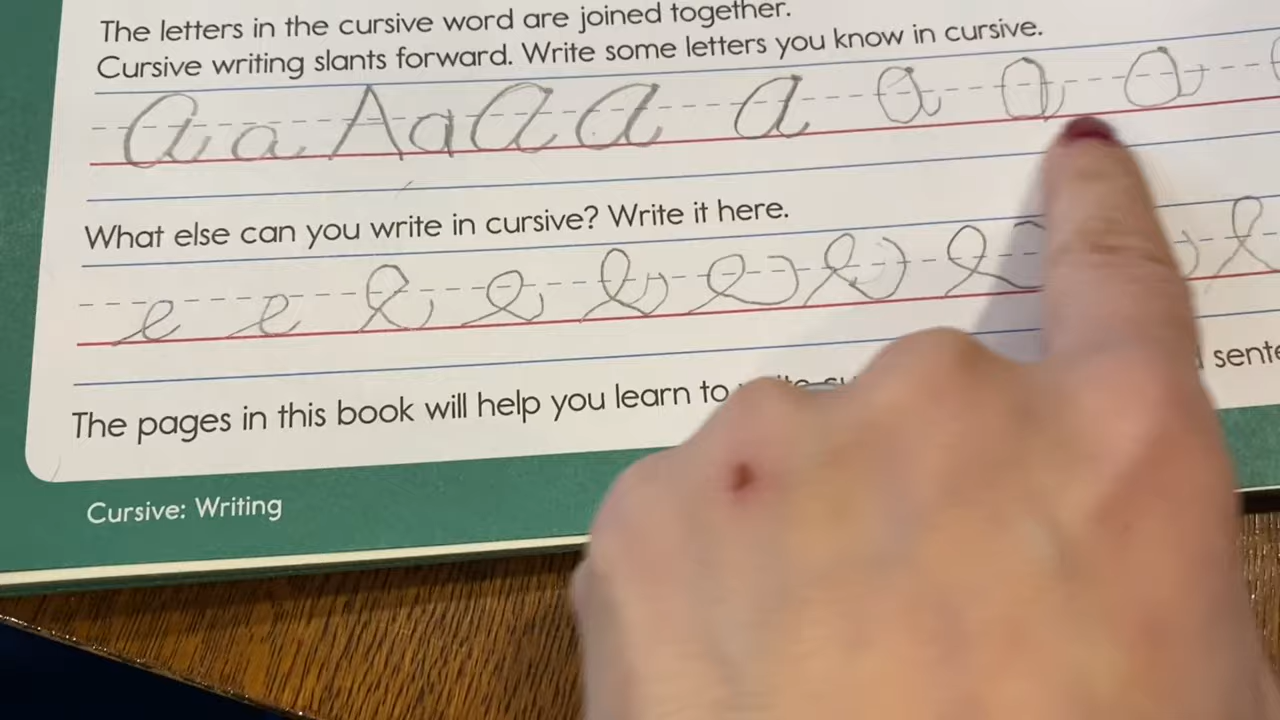 The letters in the cursive word are joined together.
Cursive writing slants forward. Write some letters you know in cursive.
a a A a a a a a a a
What else can you write in cursive? Write it here.
e e e e e e e e e
The pages in this book will help you learn to
sente
Cursive: Writing